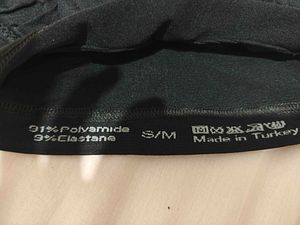 91% Polyamide
9% Elastane
S/M
Made in Turkey